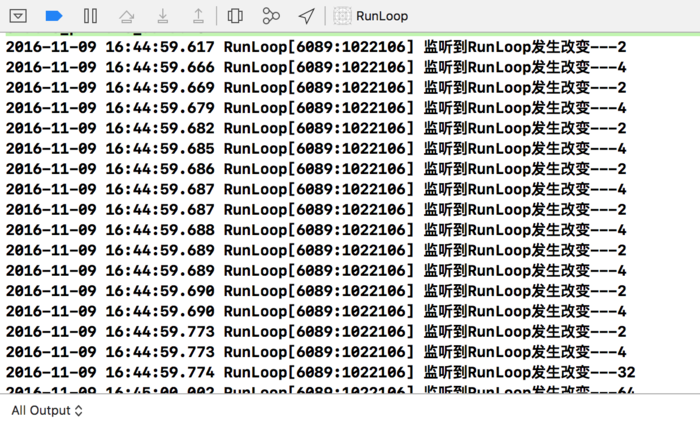 RunLoop
2016-11-09 16:44:59.617 RunLoop[6089:1022106] 监听到RunLoop发生改变---2
2016-11-09 16:44:59.666 RunLoop[6089:1022106] 监听到RunLoop发生改变---4
2016-11-09 16:44:59.669 RunLoop[6089:1022106] 监听到RunLoop发生改变---2
2016-11-09 16:44:59.679 RunLoop[6089:1022106] 监听到RunLoop发生改变---4
2016-11-09 16:44:59.682 RunLoop[6089:1022106] 监听到RunLoop发生改变---2
2016-11-09 16:44:59.685 RunLoop[6089:1022106] 监听到RunLoop发生改变---4
2016-11-09 16:44:59.686 RunLoop[6089:1022106] 监听到RunLoop发生改变---2
2016-11-09 16:44:59.687 RunLoop[6089:1022106] 监听到RunLoop发生改变---4
2016-11-09 16:44:59.687 RunLoop[6089:1022106] 监听到RunLoop发生改变---2
2016-11-09 16:44:59.688 RunLoop[6089:1022106] 监听到RunLoop发生改变---4
2016-11-09 16:44:59.689 RunLoop[6089:1022106] 监听到RunLoop发生改变---2
2016-11-09 16:44:59.689 RunLoop[6089:1022106] 监听到RunLoop发生改变---4
2016-11-09 16:44:59.690 RunLoop[6089:1022106] 监听到RunLoop发生改变---2
2016-11-09 16:44:59.690 RunLoop[6089:1022106] 监听到RunLoop发生改变---4
2016-11-09 16:44:59.773 RunLoop[6089:1022106] 监听到RunLoop发生改变---2
2016-11-09 16:44:59.773 RunLoop[6089:1022106] 监听到RunLoop发生改变---4
2016-11-09 16:44:59.774 RunLoop[6089:1022106] 监听到RunLoop发生改变---32
2016-11-09 16:45:00.002 RunLoop[6089:1022106] 监听到RunLoop发生改变---64
All Output